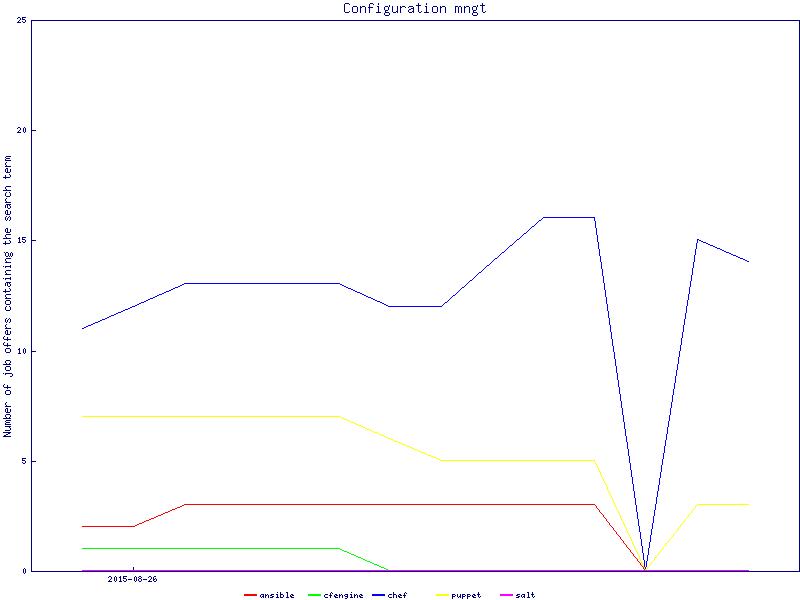 Configuration mngt
Number of job offers containing the search term
25
20
15
10
5
0
2015-08-26
ansible cfengine chef puppet salt